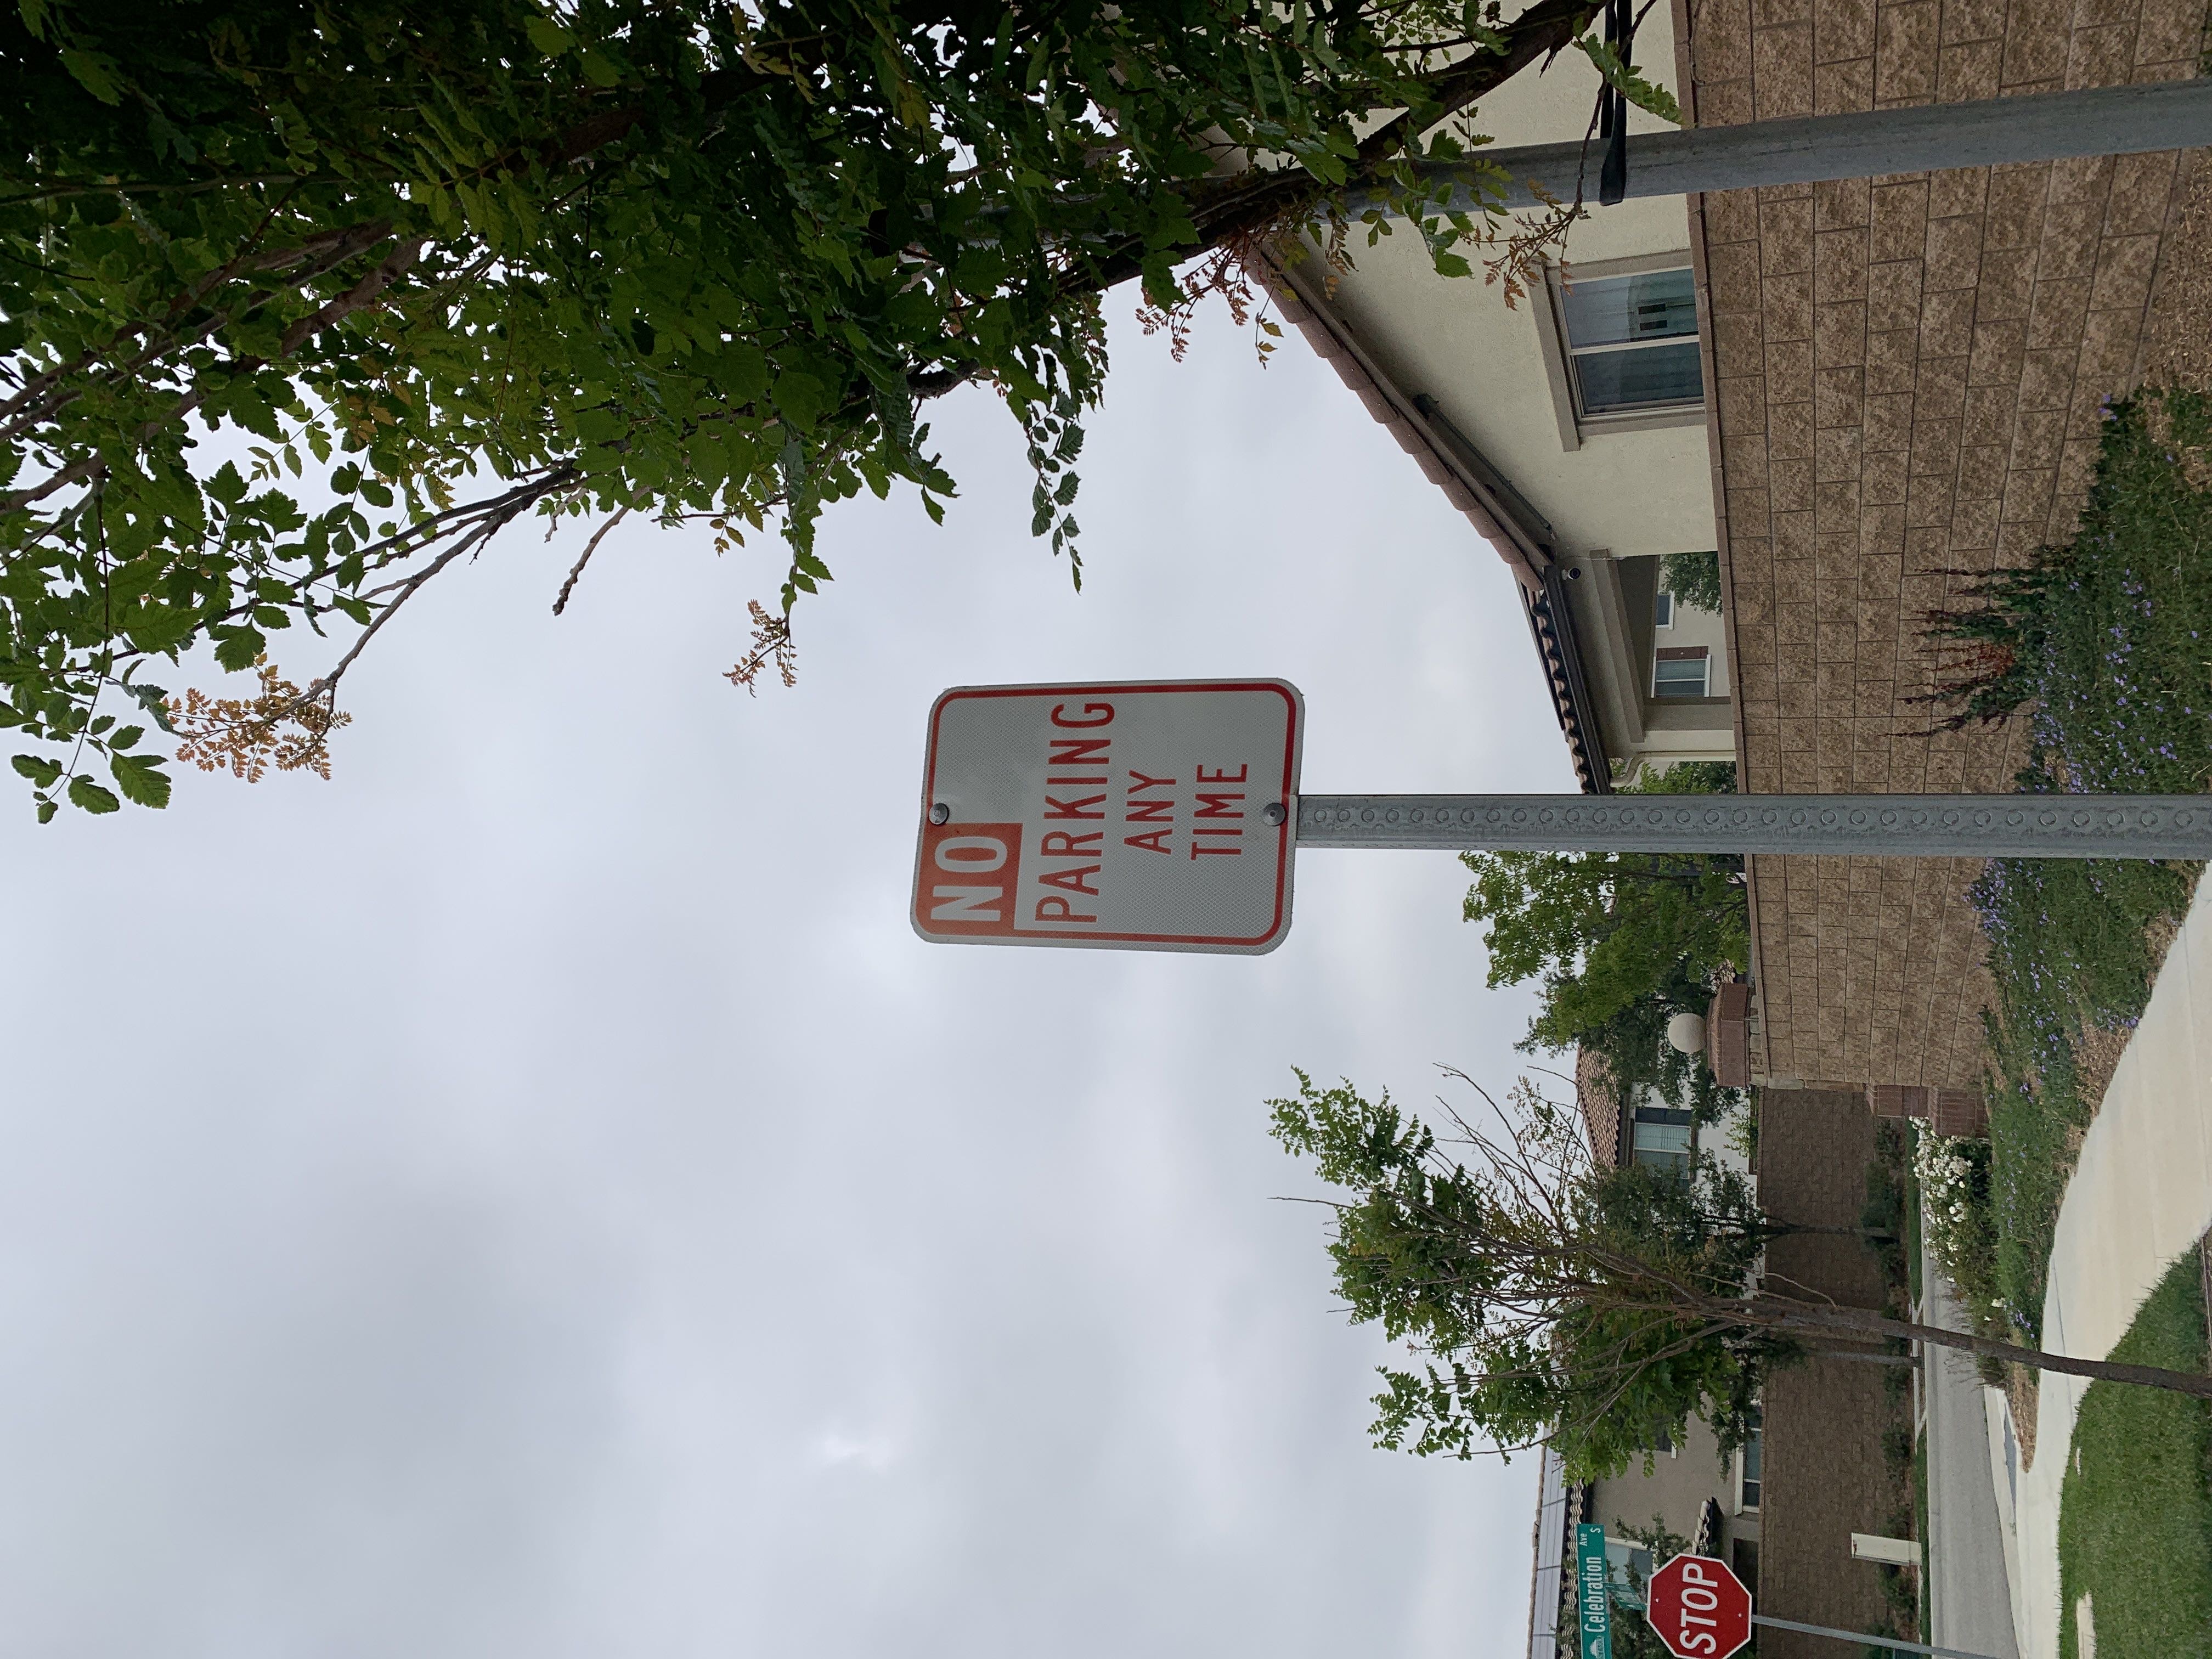 NO
PARKING
ANY
TIME
Celebration Ave
S
STOP